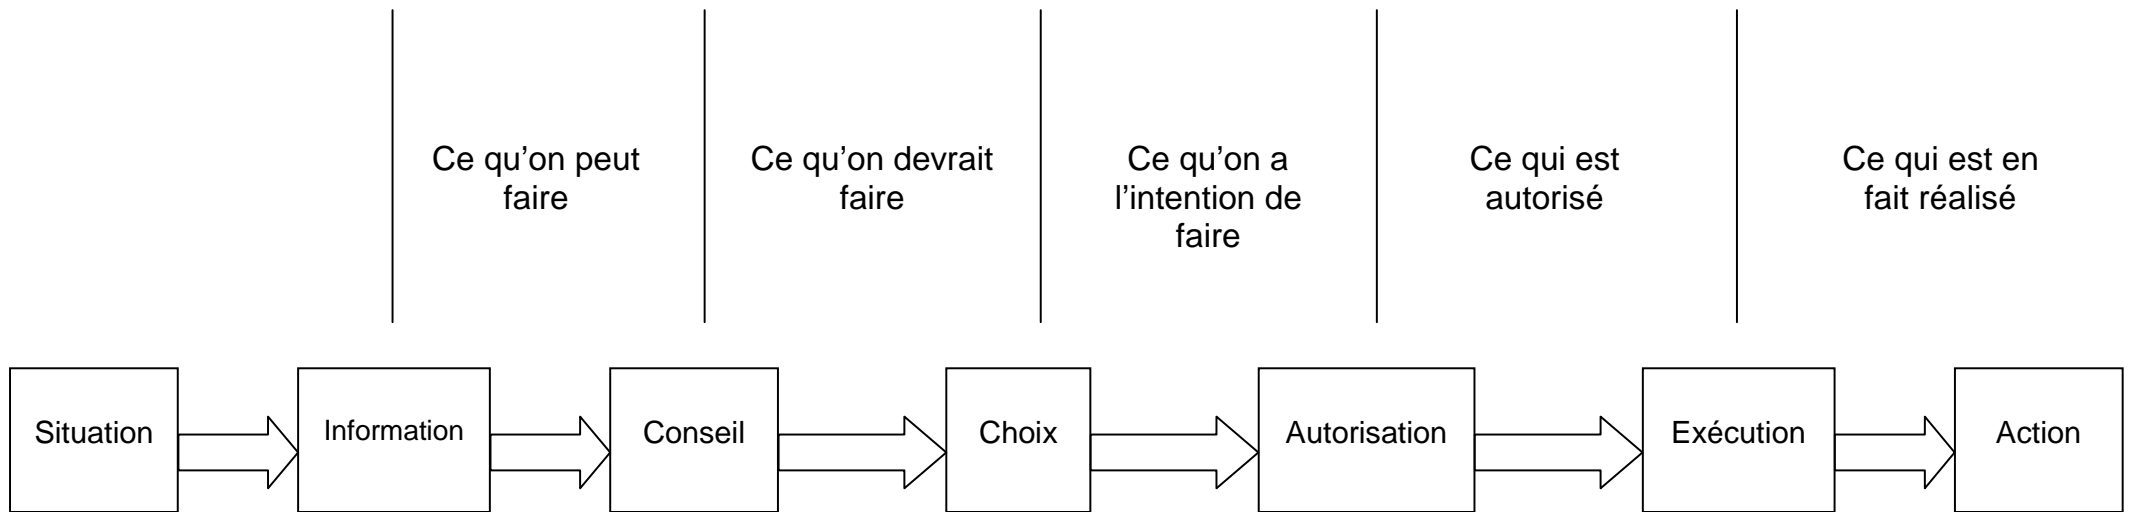 Ce qu’on peut
faire
Ce qu’on devrait
faire
Ce qu’on a
l’intention de
faire
Ce qui est
autorisé
Ce qui est en
fait réalisé
Situation
Information
Conseil
Choix
Autorisation
Exécution
Action